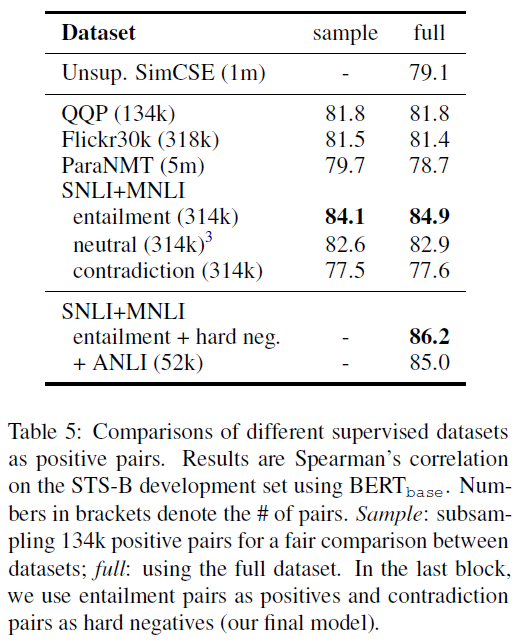 Dataset sample full
Unsup. SimCSE (1m) - 79.1
QQP (134k) 81.8 81.8
Flickr30k (318k) 81.5 81.4
ParaNMT (5m) 79.7 78.7
SNLI+MNLI
entailment (314k) 84.1 84.9
neutral (314k)3 82.6 82.9
contradiction (314k) 77.5 77.6
SNLI+MNLI
entailment + hard neg. - 86.2
+ ANLI (52k) - 85.0
Table 5: Comparisons of different supervised datasets
as positive pairs. Results are Spearman's correlation
on the STS-B development set using BERTbase. Num-
bers in brackets denote the # of pairs. Sample: subsam-
pling 134k positive pairs for a fair comparison between
datasets; full: using the full dataset. In the last block,
we use entailment pairs as positives and contradiction
pairs as hard negatives (our final model).